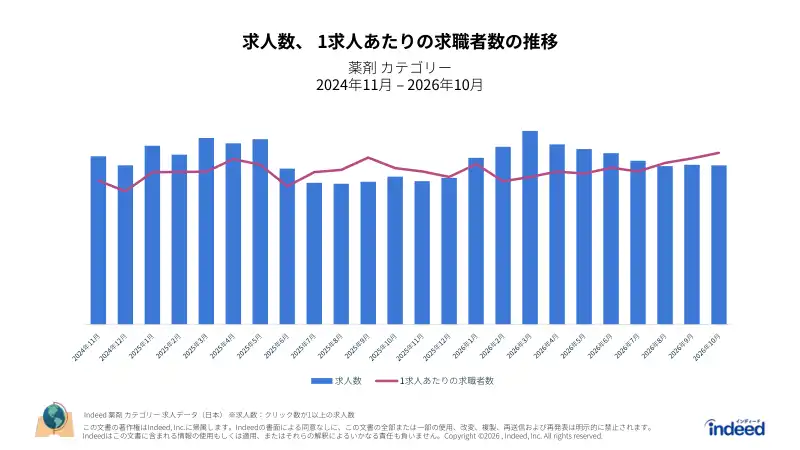 求人数、 1求人あたりの求職者数の推移
薬剤 カテゴリー
2024年11月 – 2026年10月
2024年11月
2024年12月
2025年1月
2025年2月
2025年3月
2025年4月
2025年5月
2025年6月
2025年7月
2025年8月
2025年9月
2025年10月
2025年11月
2025年12月
2026年1月
2026年2月
2026年3月
2026年4月
2026年5月
2026年6月
2026年7月
2026年8月
2026年9月
2026年10月
求人数
1求人あたりの求職者数
Indeed 薬剤 カテゴリー 求人データ（日本） ※求人数：クリック数が1以上の求人数
この文書の著作権はIndeed, Inc.に帰属します。Indeedの書面による同意なしに、この文書の全部または一部の使用、改変、複製、再送信および再発表は明示的に禁止されます。
Indeedはこの文書に含まれる情報の使用もしくは適用、またはそれらの解釈によるいかなる責任も負いません。Copyright ©2026 , Indeed, Inc. All rights reserved.
インディード
indeed